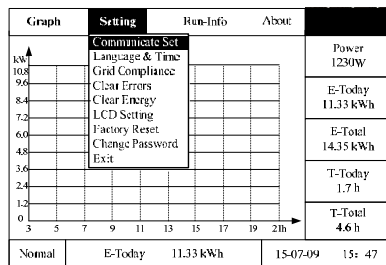 Graph Setting Run-Info About
Communicate Set
Language & Time
Grid Compliance
Clear Errors
Clear Energy
LCD Setting
Factory Reset
Change Password
Exit
kW
10.8
9.6
8.4
7.2
6.0
4.8
3.6
2.4
1.2
0
3 5 7 9 11 13 15 17 19 21h
Power
1230W
E-Today
11.33 kWh
E-Total
14.35 kWh
T-Today
1.7 h
T-Total
4.6 h
Normal E-Today 11.33 kWh 15-07-09 15: 47